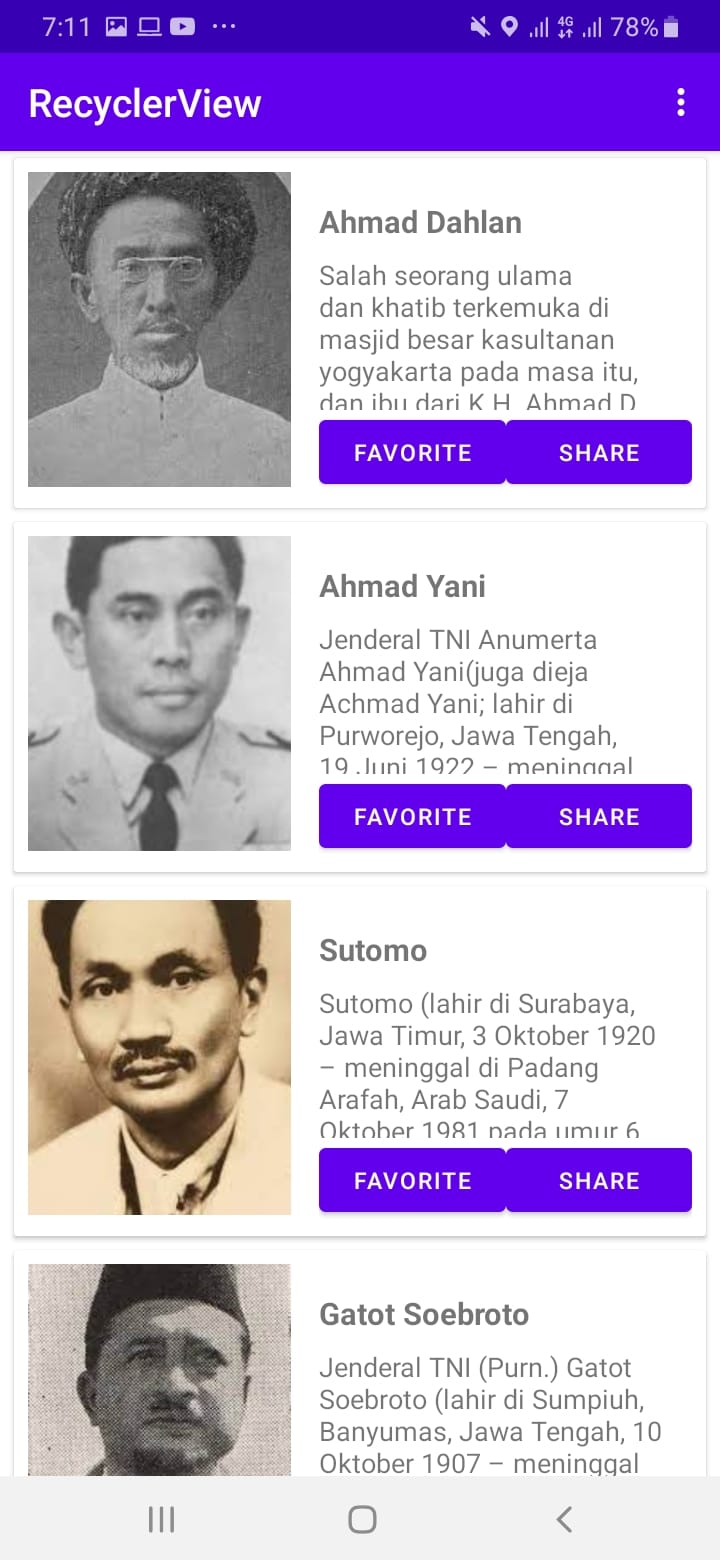 7:11 4G 78%
RecyclerView
Ahmad Dahlan
Salah seorang ulama
dan khatib terkemuka di
masjid besar kasultanan
yogyakarta pada masa itu,
dan ibu dari K.H. Ahmad D
FAVORITE SHARE
Ahmad Yani
Jenderal TNI Anumerta
Ahmad Yani(juga dieja
Achmad Yani; lahir di
Purworejo, Jawa Tengah,
19 Juni 1922 – meninggal
FAVORITE SHARE
Sutomo
Sutomo (lahir di Surabaya,
Jawa Timur, 3 Oktober 1920
– meninggal di Padang
Arafah, Arab Saudi, 7
Oktober 1981 pada umur 6
FAVORITE SHARE
Gatot Soebroto
Jenderal TNI (Purn.) Gatot
Soebroto (lahir di Sumpiuh,
Banyumas, Jawa Tengah, 10
Oktober 1907 – meninggal